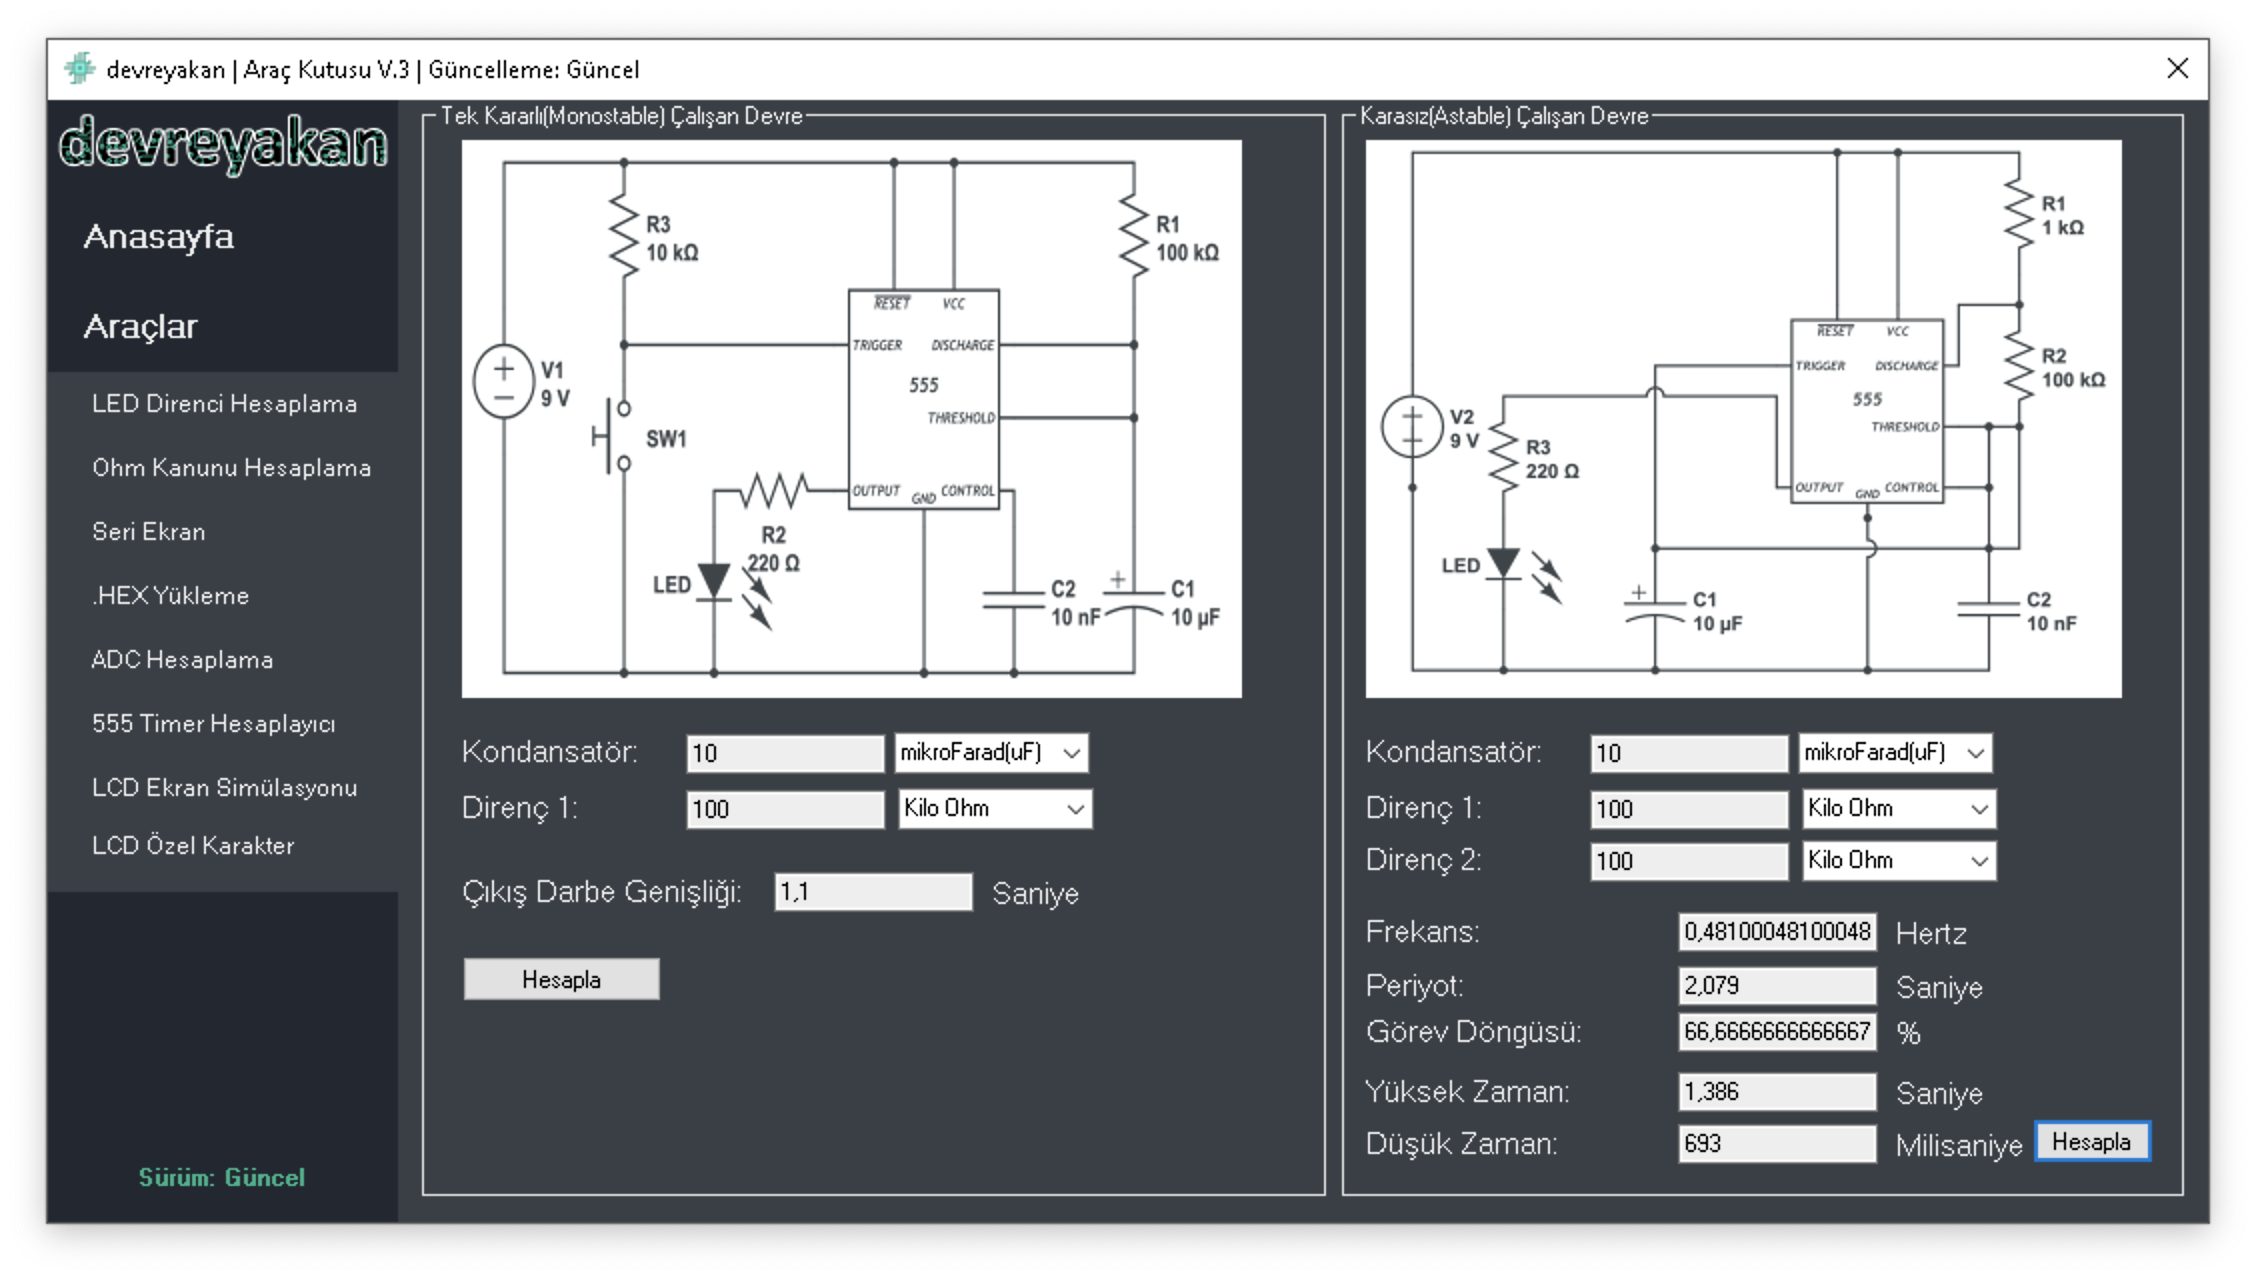 devreyakan | Araç Kutusu V.3 | Güncelleme: Güncel
devreyakan
Anasayfa
Araçlar
LED Direnci Hesaplama
Ohm Kanunu Hesaplama
Seri Ekran
.HEX Yükleme
ADC Hesaplama
555 Timer Hesaplayıcı
LCD Ekran Simülasyonu
LCD Özel Karakter
Sürüm: Güncel
Tek Kararlı(Monostable) Çalışan Devre
R3
10 kΩ
R1
100 kΩ
RESET VCC
TRIGGER DISCHARGE
555
THRESHOLD
OUTPUT GND CONTROL
+
−
V1
9 V
SW1
R2
220 Ω
LED
C2
10 nF
+
C1
10 µF
Kondansatör: 10 mikroFarad(uF)
Direnç 1: 100 Kilo Ohm
Çıkış Darbe Genişliği: 1,1 Saniye
Hesapla
Karasız(Astable) Çalışan Devre
R1
1 kΩ
RESET VCC
TRIGGER DISCHARGE
555
THRESHOLD
OUTPUT GND CONTROL
R2
100 kΩ
V2
9 V
R3
220 Ω
LED
+
C1
10 µF
C2
10 nF
Kondansatör: 10 mikroFarad(uF)
Direnç 1: 100 Kilo Ohm
Direnç 2: 100 Kilo Ohm
Frekans: 0,48100048100048 Hertz
Periyot: 2,079 Saniye
Görev Döngüsü: 66,6666666666667 %
Yüksek Zaman: 1,386 Saniye
Düşük Zaman: 693 Milisaniye Hesapla